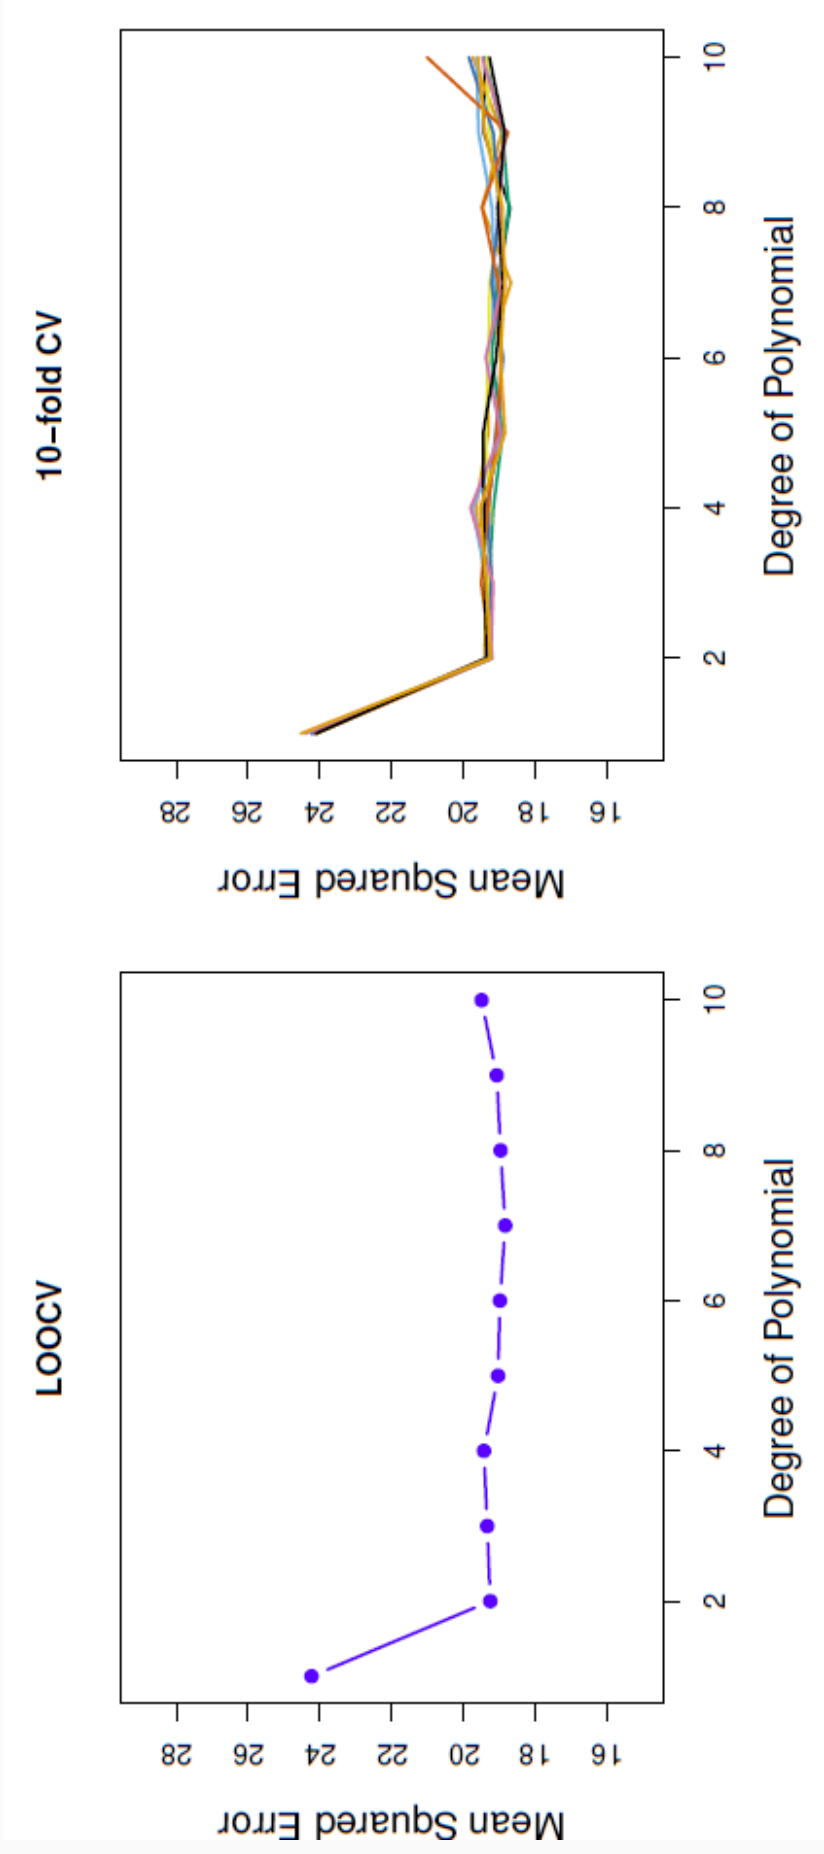 LOOCV
Mean Squared Error
16 18 20 22 24 26 28
2 4 6 8 10
Degree of Polynomial
10−fold CV
Mean Squared Error
16 18 20 22 24 26 28
2 4 6 8 10
Degree of Polynomial